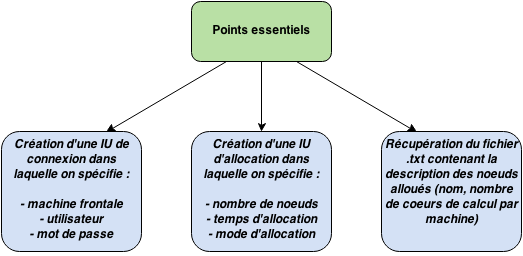 Points essentiels
Création d'une IU de
connexion dans
laquelle on spécifie :
- machine frontale
- utilisateur
- mot de passe
Création d'une IU
d'allocation dans
laquelle on spécifie :
- nombre de noeuds
- temps d'allocation
- mode d'allocation
Récupération du fichier
.txt contenant la
description des noeuds
alloués (nom, nombre
de coeurs de calcul par
machine)